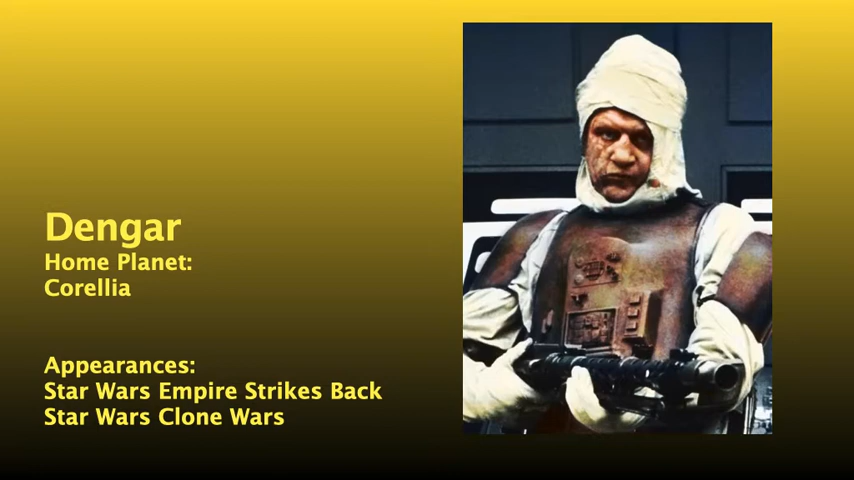 Dengar
Home Planet:
Corellia
Appearances:
Star Wars Empire Strikes Back
Star Wars Clone Wars